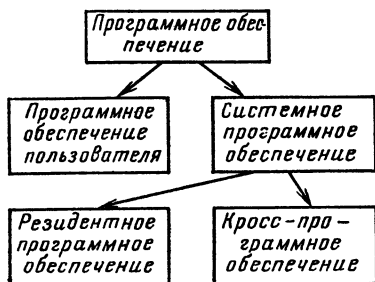 Программное обес-
печение
Программное
обеспечение
пользователя
Системное
программное
обеспечение
Резидентное
программное
обеспечение
Кросс-про-
граммное
обеспечение